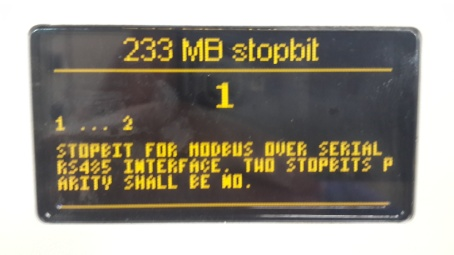 233 MB stopbit
1
1 ... 2
STOPBIT FOR MODBUS OVER SERIAL
RS485 INTERFACE. TWO STOPBITS P
ARITY SHALL BE NO.